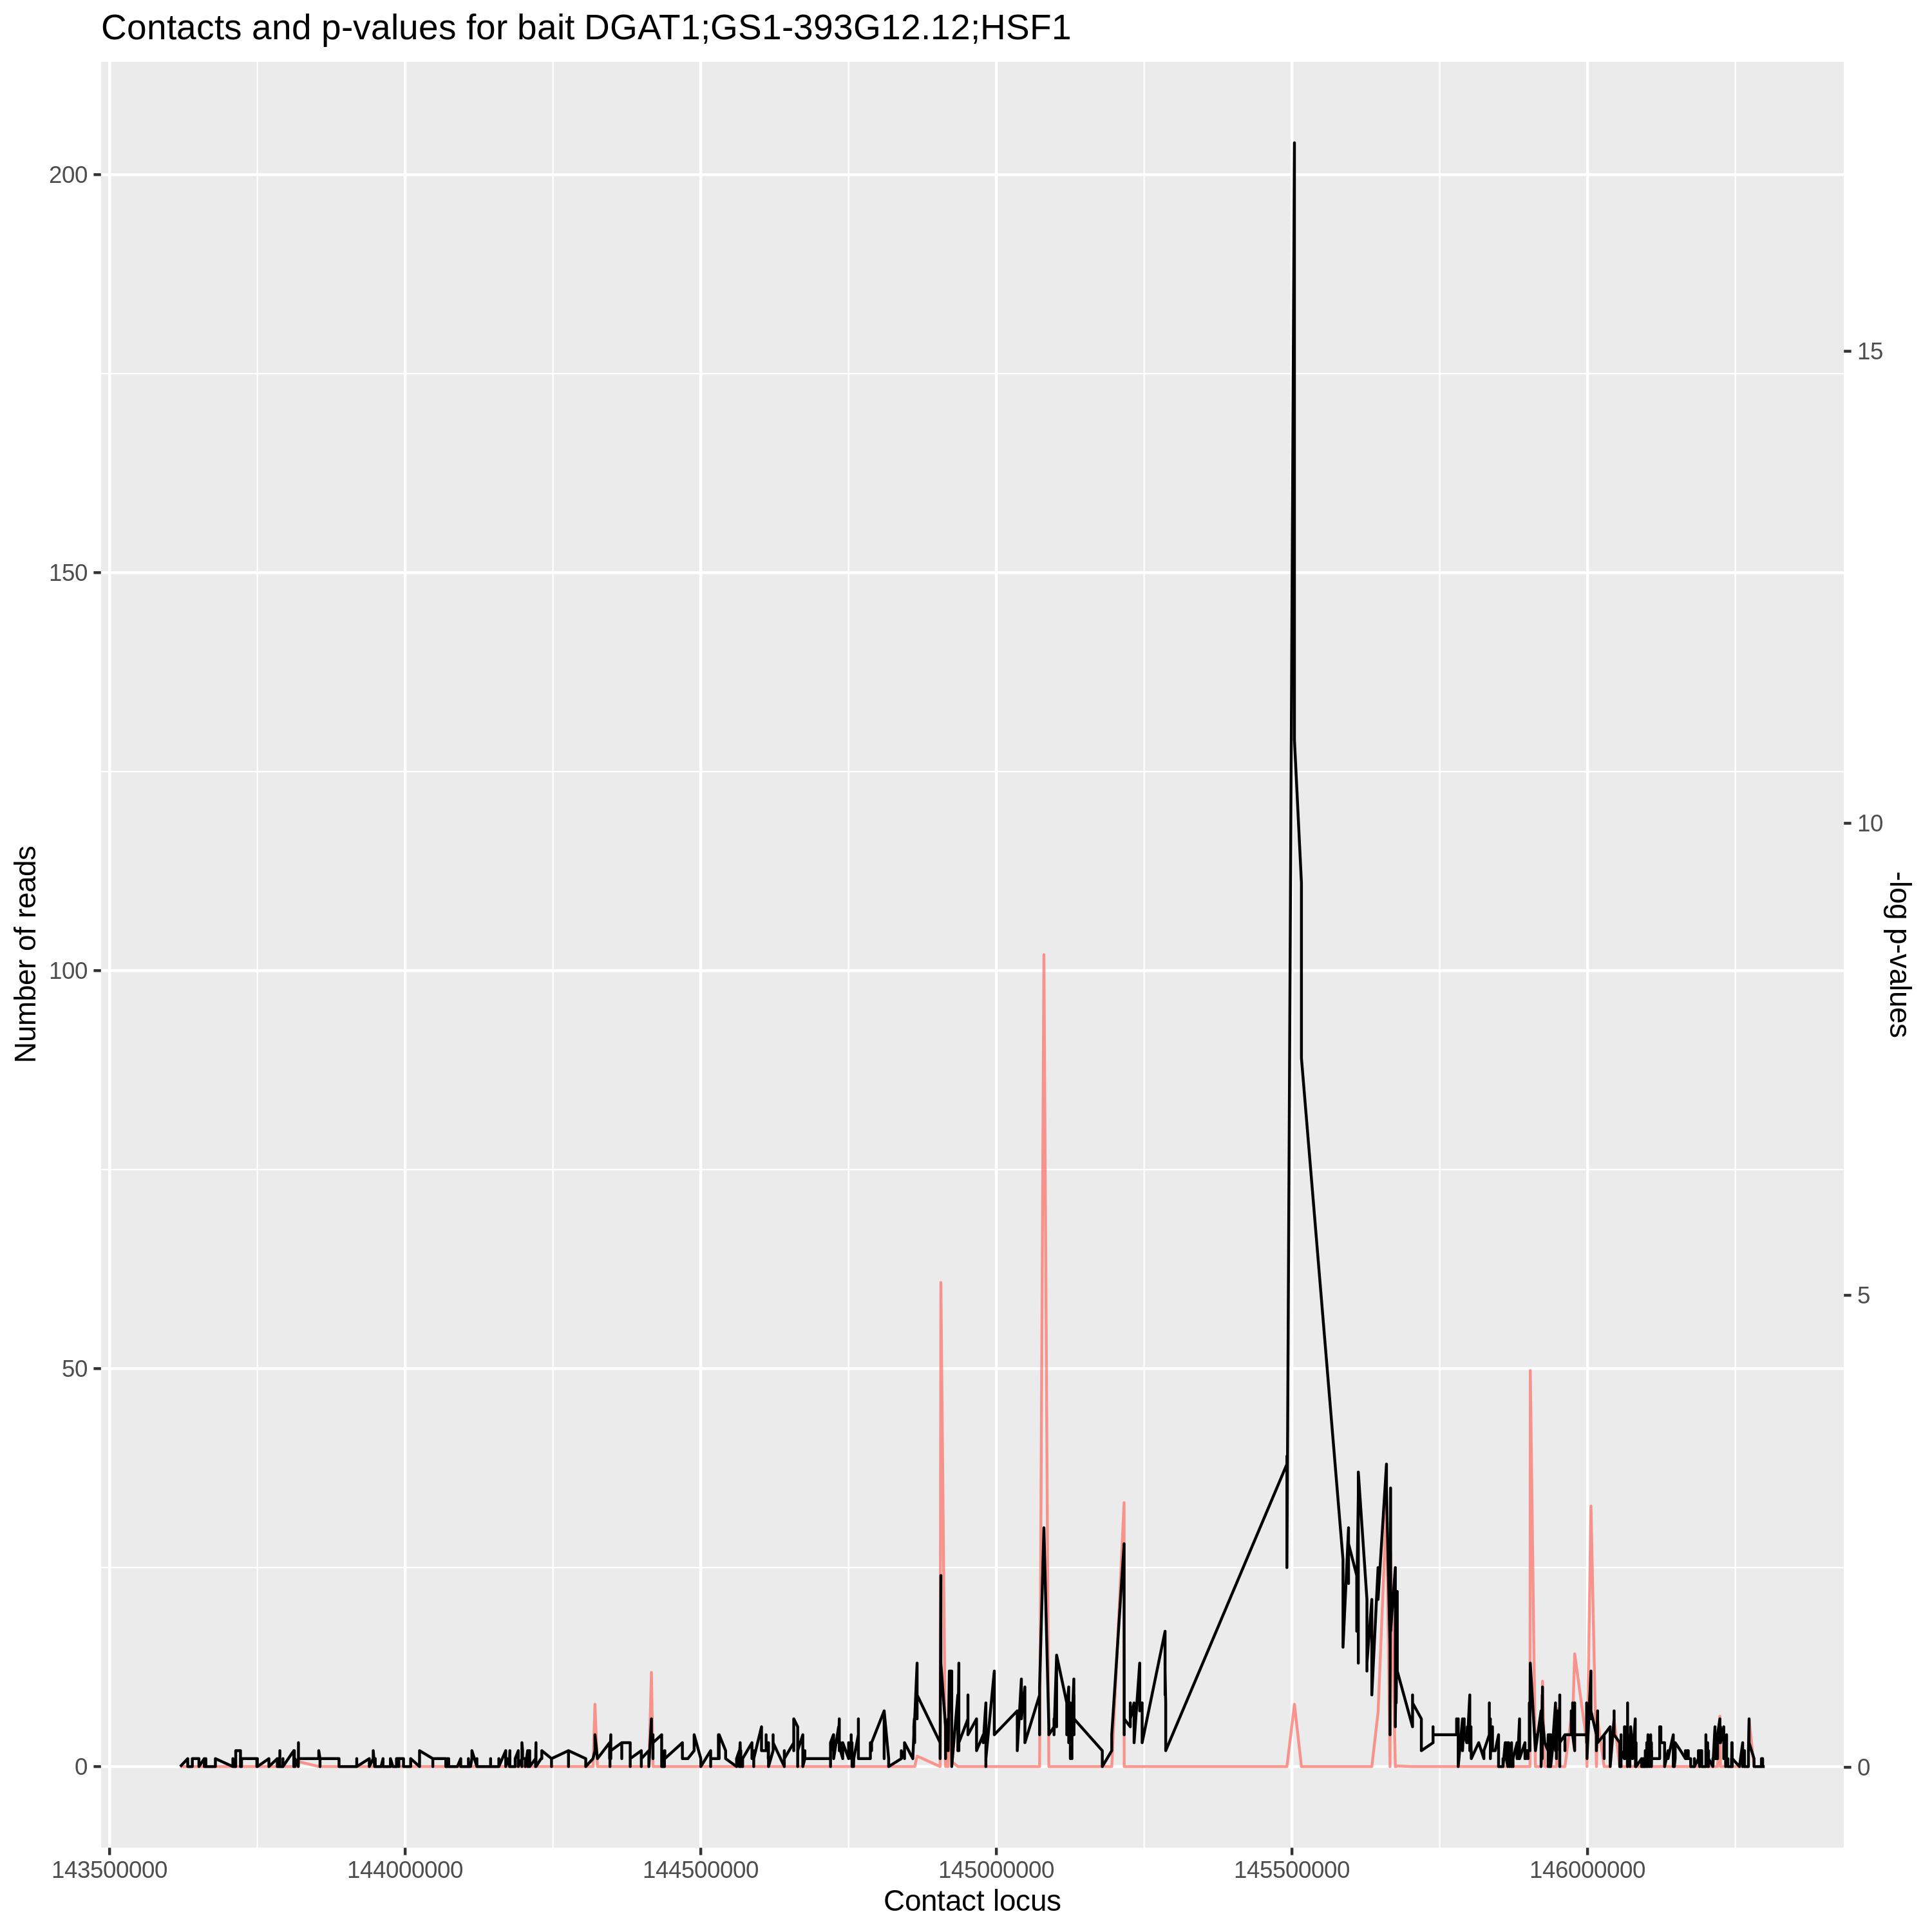 Contacts and p-values for bait DGAT1;GS1-393G12.12;HSF1
200
150
100
50
0
Number of reads
15
10
5
0
-log p-values
143500000 144000000 144500000 145000000 145500000 146000000
Contact locus